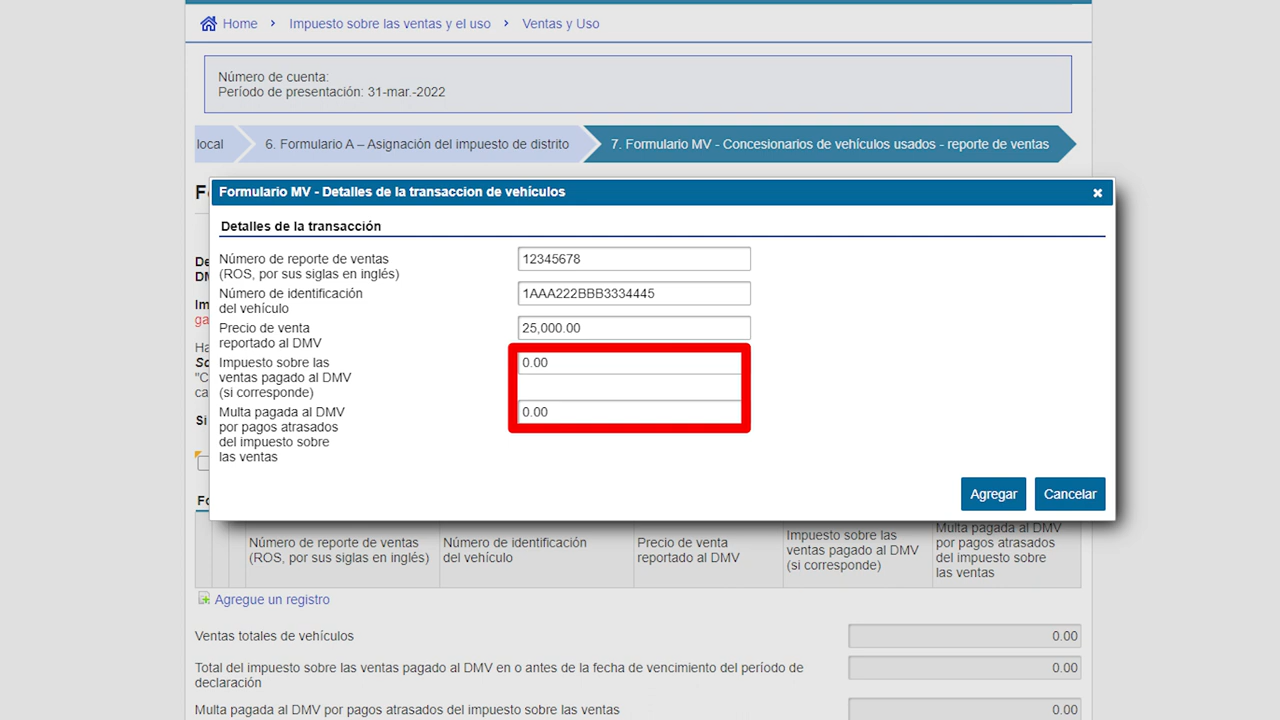 Home > Impuesto sobre las ventas y el uso > Ventas y Uso
Número de cuenta:
Período de presentación: 31-mar.-2022
local
6. Formulario A – Asignación del impuesto de distrito
7. Formulario MV - Concesionarios de vehículos usados - reporte de ventas
Formulario MV - Detalles de la transaccion de vehículos
Detalles de la transacción
Número de reporte de ventas
(ROS, por sus siglas en inglés)
12345678
Número de identificación
del vehículo
1AAA222BBB3334445
Precio de venta
reportado al DMV
25,000.00
Impuesto sobre las
ventas pagado al DMV
(si corresponde)
0.00
Multa pagada al DMV
por pagos atrasados
del impuesto sobre
las ventas
0.00
Agregar
Cancelar
Número de reporte de ventas
(ROS, por sus siglas en inglés)
Número de identificación
del vehículo
Precio de venta
reportado al DMV
Impuesto sobre las
ventas pagado al DMV
(si corresponde)
Multa pagada al DMV
por pagos atrasados
del impuesto sobre
las ventas
Agregue un registro
Ventas totales de vehículos
0.00
Total del impuesto sobre las ventas pagado al DMV en o antes de la fecha de vencimiento del período de
declaración
0.00
Multa pagada al DMV por pagos atrasados del impuesto sobre las ventas
0.00